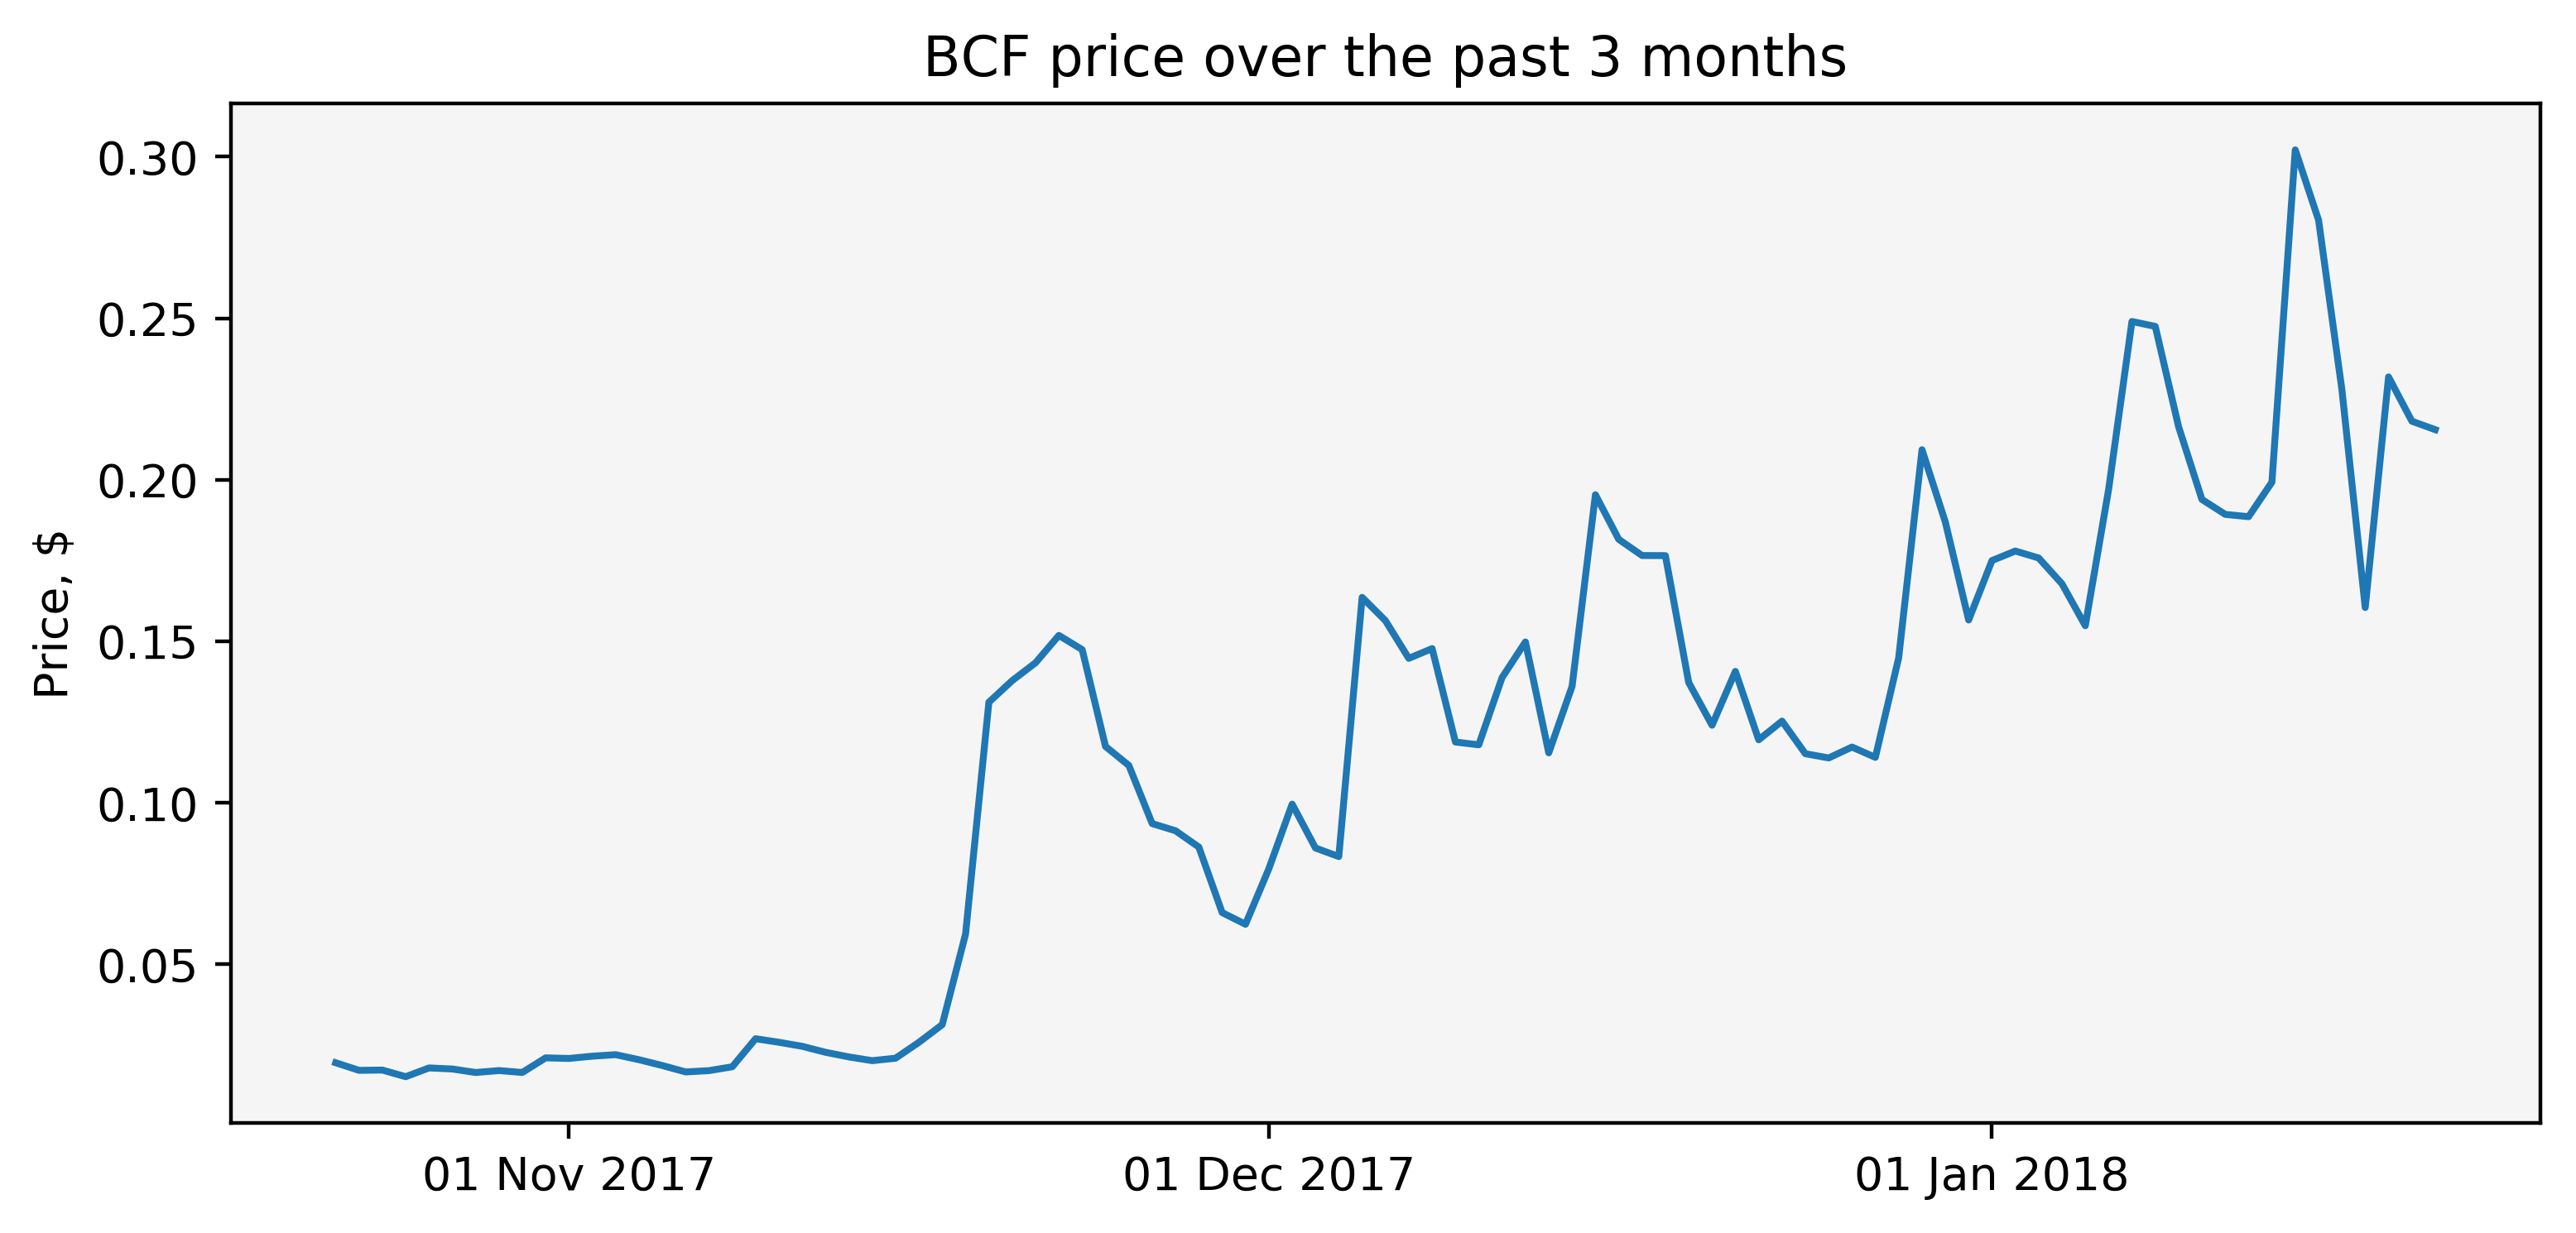 BCF price over the past 3 months
Price, $
0.30
0.25
0.20
0.15
0.10
0.05
01 Nov 2017
01 Dec 2017
01 Jan 2018